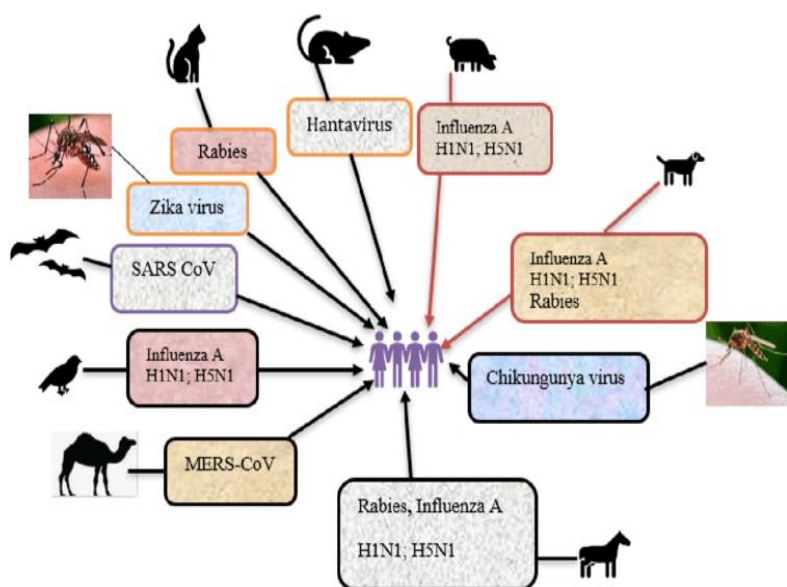 Hantavirus
Influenza A
H1N1; H5N1
Rabies
Zika virus
SARS CoV
Influenza A
H1N1; H5N1
Rabies
Influenza A
H1N1; H5N1
Chikungunya virus
MERS-CoV
Rabies, Influenza A
H1N1; H5N1